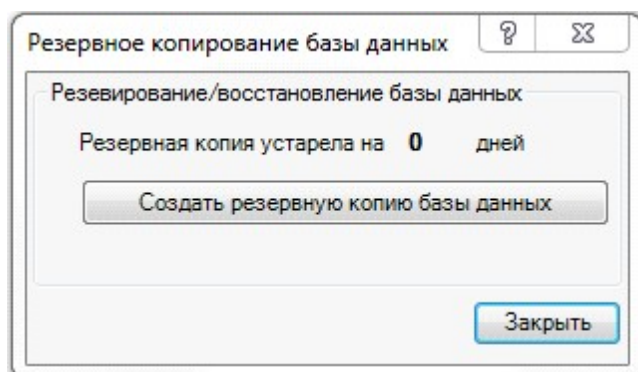 Резервное копирование базы данных
Резевирование/восстановление базы данных
Резервная копия устарела на 0 дней
Создать резервную копию базы данных
Закрыть